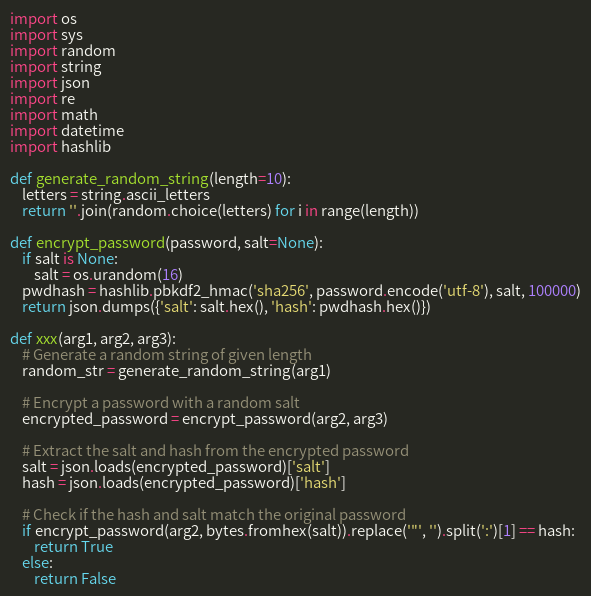 import os
import sys
import random
import string
import json
import re
import math
import datetime
import hashlib

def generate_random_string(length=10):
    letters = string.ascii_letters
    return ''.join(random.choice(letters) for i in range(length))

def encrypt_password(password, salt=None):
    if salt is None:
        salt = os.urandom(16)
    pwdhash = hashlib.pbkdf2_hmac('sha256', password.encode('utf-8'), salt, 100000)
    return json.dumps({'salt': salt.hex(), 'hash': pwdhash.hex()})

def xxx(arg1, arg2, arg3):
    # Generate a random string of given length
    random_str = generate_random_string(arg1)

    # Encrypt a password with a random salt
    encrypted_password = encrypt_password(arg2, arg3)

    # Extract the salt and hash from the encrypted password
    salt = json.loads(encrypted_password)['salt']
    hash = json.loads(encrypted_password)['hash']

    # Check if the hash and salt match the original password
    if encrypt_password(arg2, bytes.fromhex(salt)).replace('"', '').split(':')[1] == hash:
        return True
    else:
        return False